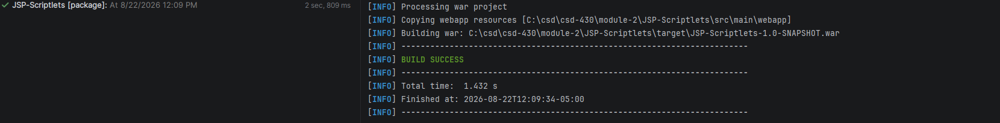 JSP-Scriptlets [package]: At 8/22/2026 12:09 PM 2 sec, 809 ms
[INFO] Processing war project
[INFO] Copying webapp resources [C:\csd\csd-430\module-2\JSP-Scriptlets\src\main\webapp]
[INFO] Building war: C:\csd\csd-430\module-2\JSP-Scriptlets\target\JSP-Scriptlets-1.0-SNAPSHOT.war
[INFO] ------------------------------------------------------------------------
[INFO] BUILD SUCCESS
[INFO] ------------------------------------------------------------------------
[INFO] Total time:  1.432 s
[INFO] Finished at: 2026-08-22T12:09:34-05:00
[INFO] ------------------------------------------------------------------------